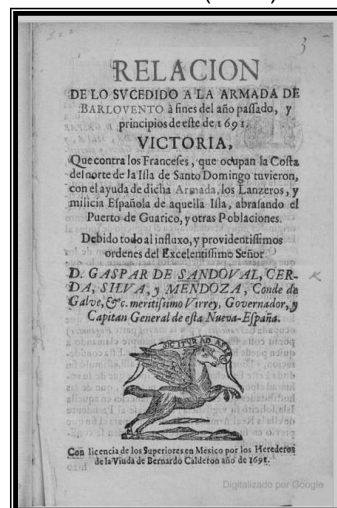 RELACION
DE LO SVCEDIDO A LA ARMADA DE
BARLOVENTO à fines del año passado, y
principios de este de 1691.
VICTORIA,
Que contra los Franceses, que ocupan la Costa
del norte de la Isla de Santo Domingo tuvieron,
con el ayuda de dicha Armada, los Lanzeros, y
milicia Española de aquella Isla, abrasando el
Puerto de Guarico, y otras Poblaciones.
Debido todo al influxo, y providentissimos
ordenes del Excelentissimo Señor
D. GASPAR DE SANDOVAL, CER-
DA, SILVA, y MENDOZA, Conde de
Galve, &c. meritissimo Virrey, Governador, y
Capitan General de esta Nueva-España.
Con licencia de los Superiores en Mexico por los Herederos
de la Viuda de Bernardo Calderon año de 1691.
Digitalizado por Google